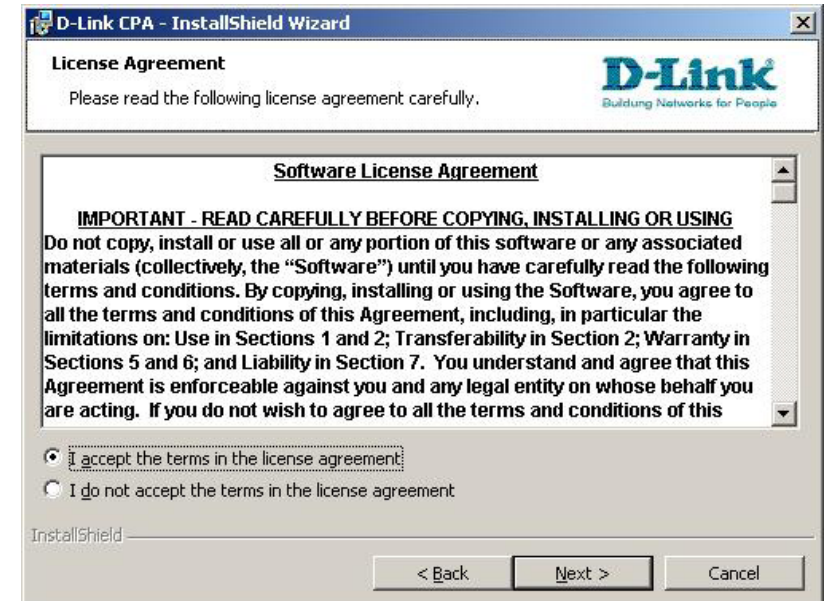 D-Link CPA - InstallShield Wizard
License Agreement
Please read the following license agreement carefully.
D-Link
Building Networks for People
Software License Agreement
IMPORTANT - READ CAREFULLY BEFORE COPYING, INSTALLING OR USING
Do not copy, install or use all or any portion of this software or any associated
materials (collectively, the “Software”) until you have carefully read the following
terms and conditions. By copying, installing or using the Software, you agree to
all the terms and conditions of this Agreement, including, in particular the
limitations on: Use in Sections 1 and 2; Transferability in Section 2; Warranty in
Sections 5 and 6; and Liability in Section 7.  You understand and agree that this
Agreement is enforceable against you and any legal entity on whose behalf you
are acting.  If you do not wish to agree to all the terms and conditions of this
I accept the terms in the license agreement
I do not accept the terms in the license agreement
InstallShield
< Back
Next >
Cancel